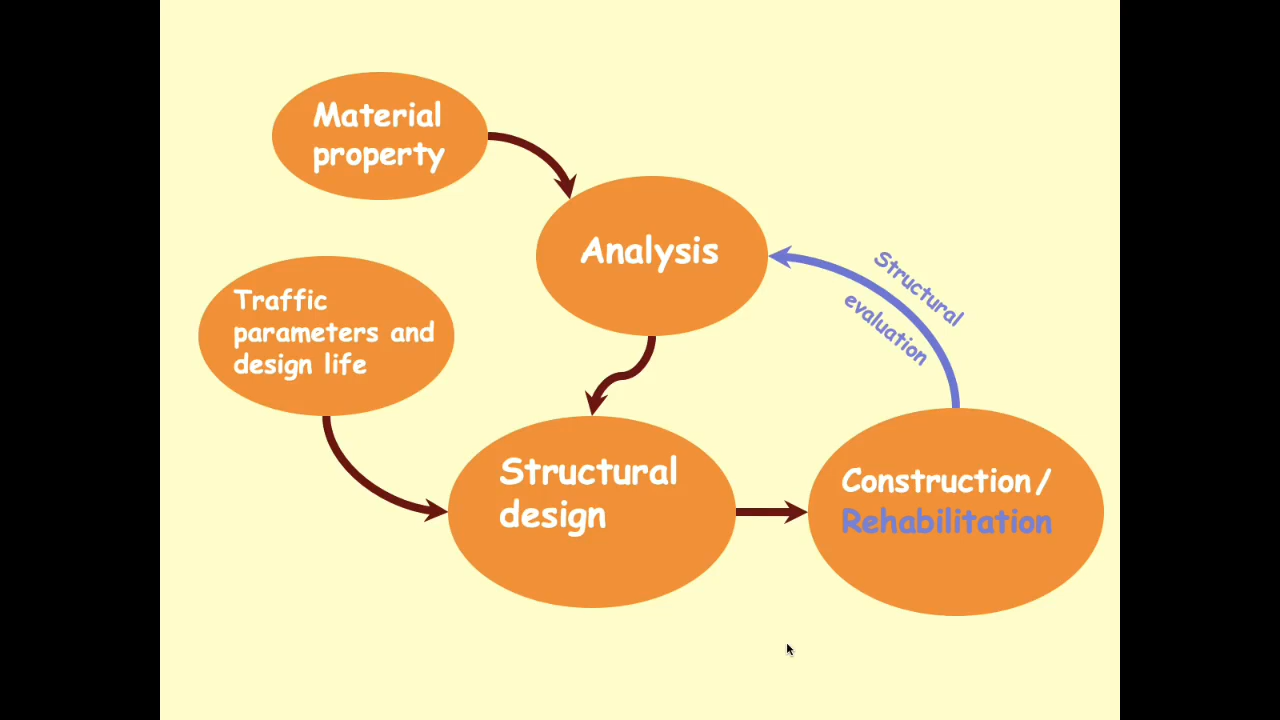 Material
property
Analysis
Traffic
parameters and
design life
Structural
evaluation
Structural
design
Construction/
Rehabilitation